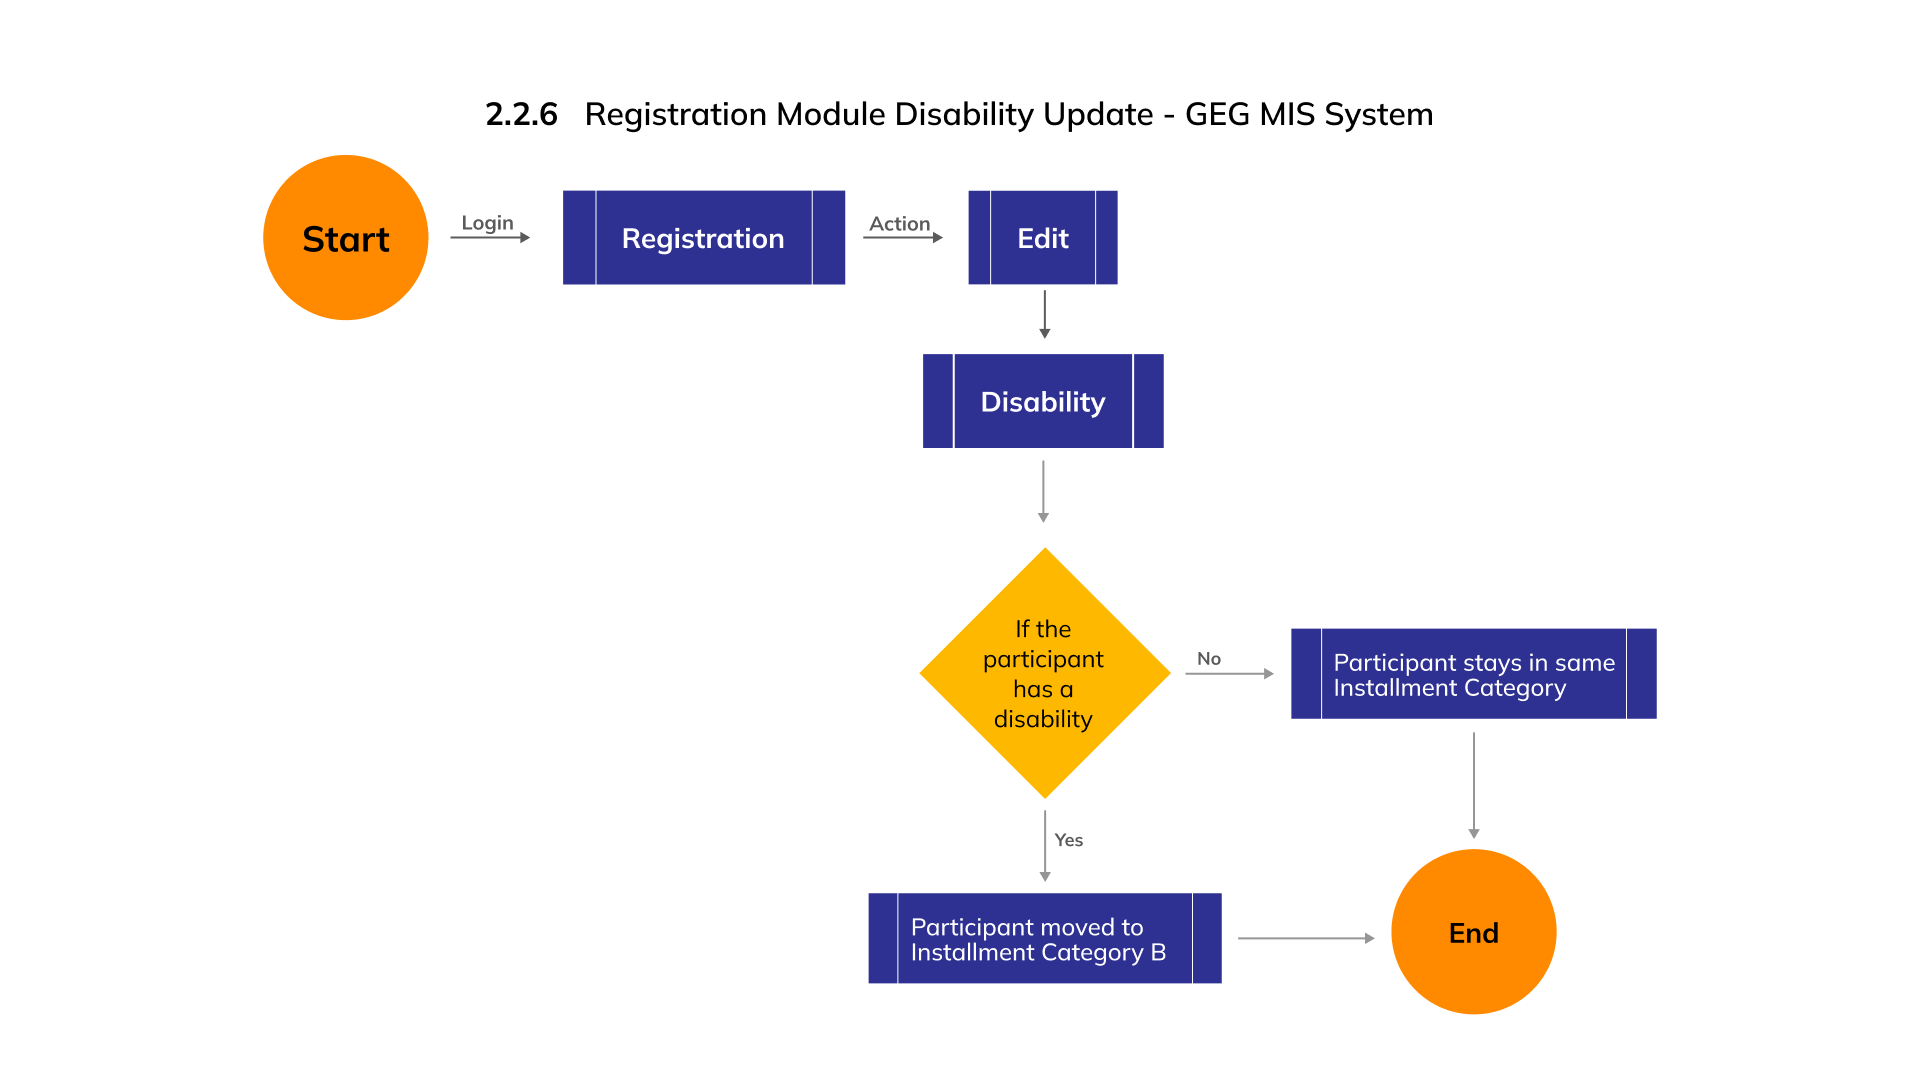 2.2.6 Registration Module Disability Update - GEG MIS System
Start
Login
Registration
Action
Edit
Disability
If the
participant
has a
disability
No
Participant stays in same
Installment Category
Yes
Participant moved to
Installment Category B
End